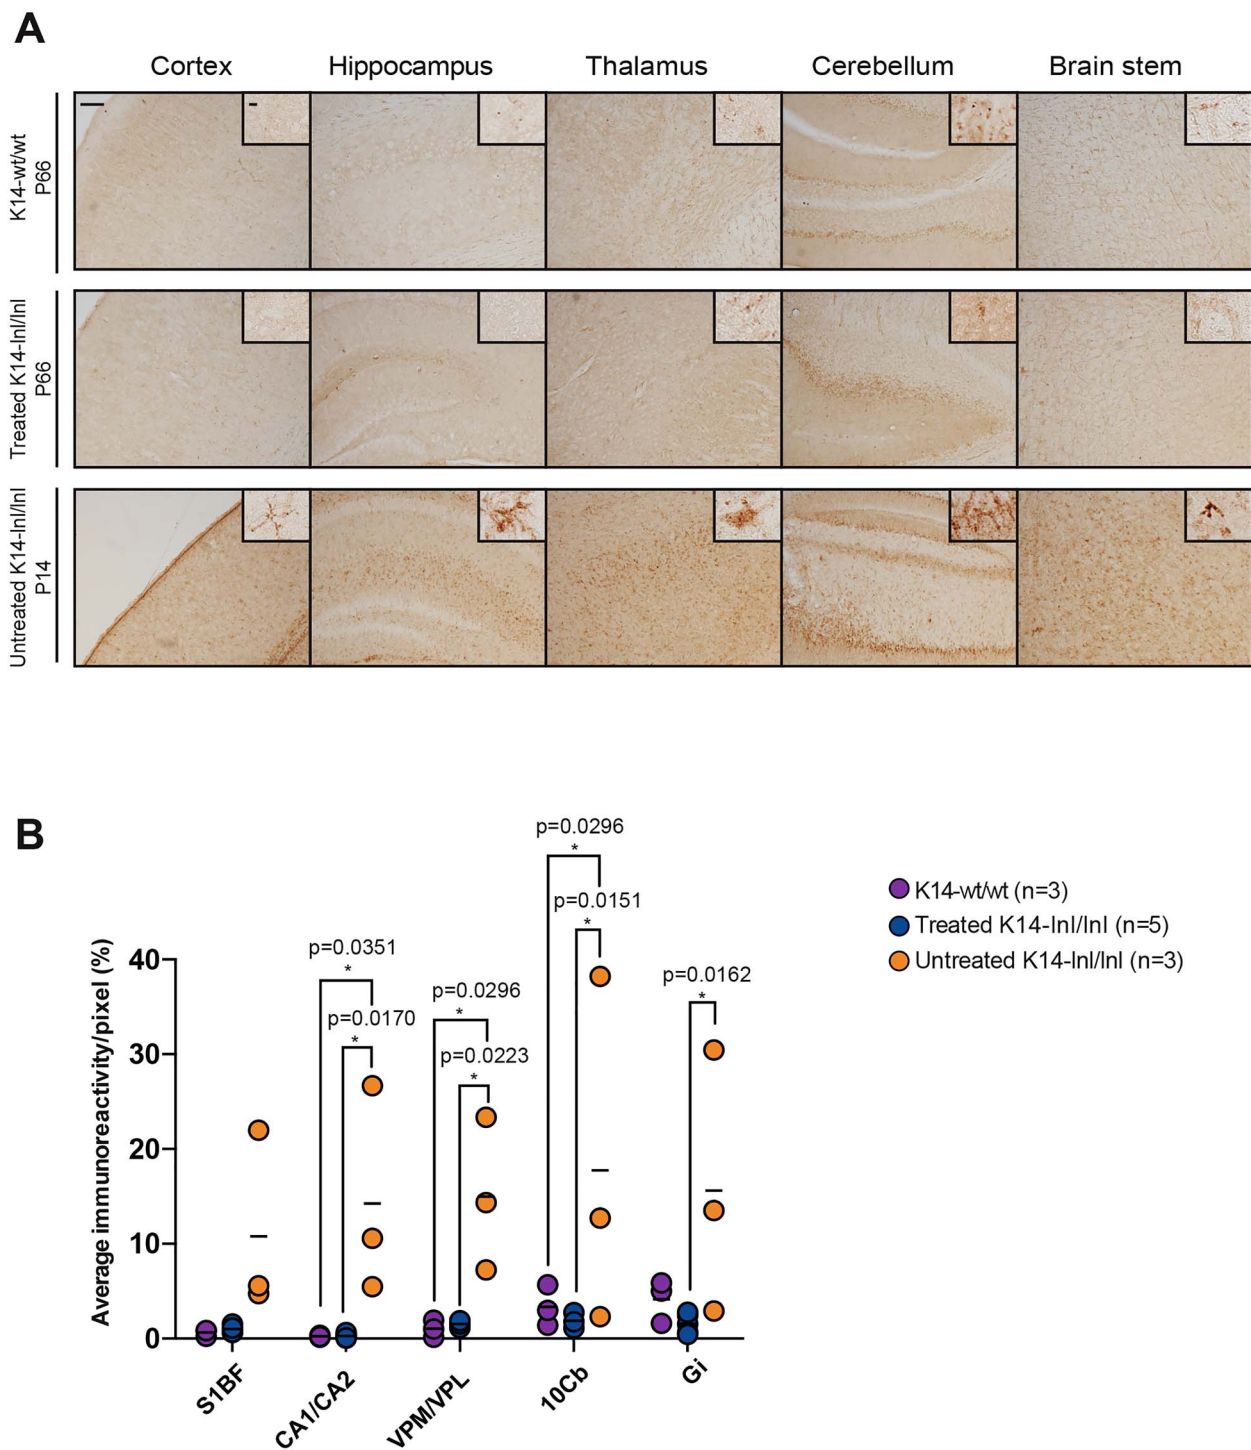 A
Cortex Hippocampus Thalamus Cerebellum Brain stem
K14-wt/wt
P66
Treated K14-lnl/lnl
P66
Untreated K14-lnl/lnl
P14
B
p=0.0296
*
p=0.0151
*
K14-wt/wt (n=3)
Treated K14-lnl/lnl (n=5)
Untreated K14-lnl/lnl (n=3)
p=0.0351
*
p=0.0170
*
p=0.0296
*
p=0.0223
*
p=0.0162
*
Average immunoreactivity/pixel (%)
40
30
20
10
0
S1BF
CA1/CA2
VPM/VPL
10Cb
Gi